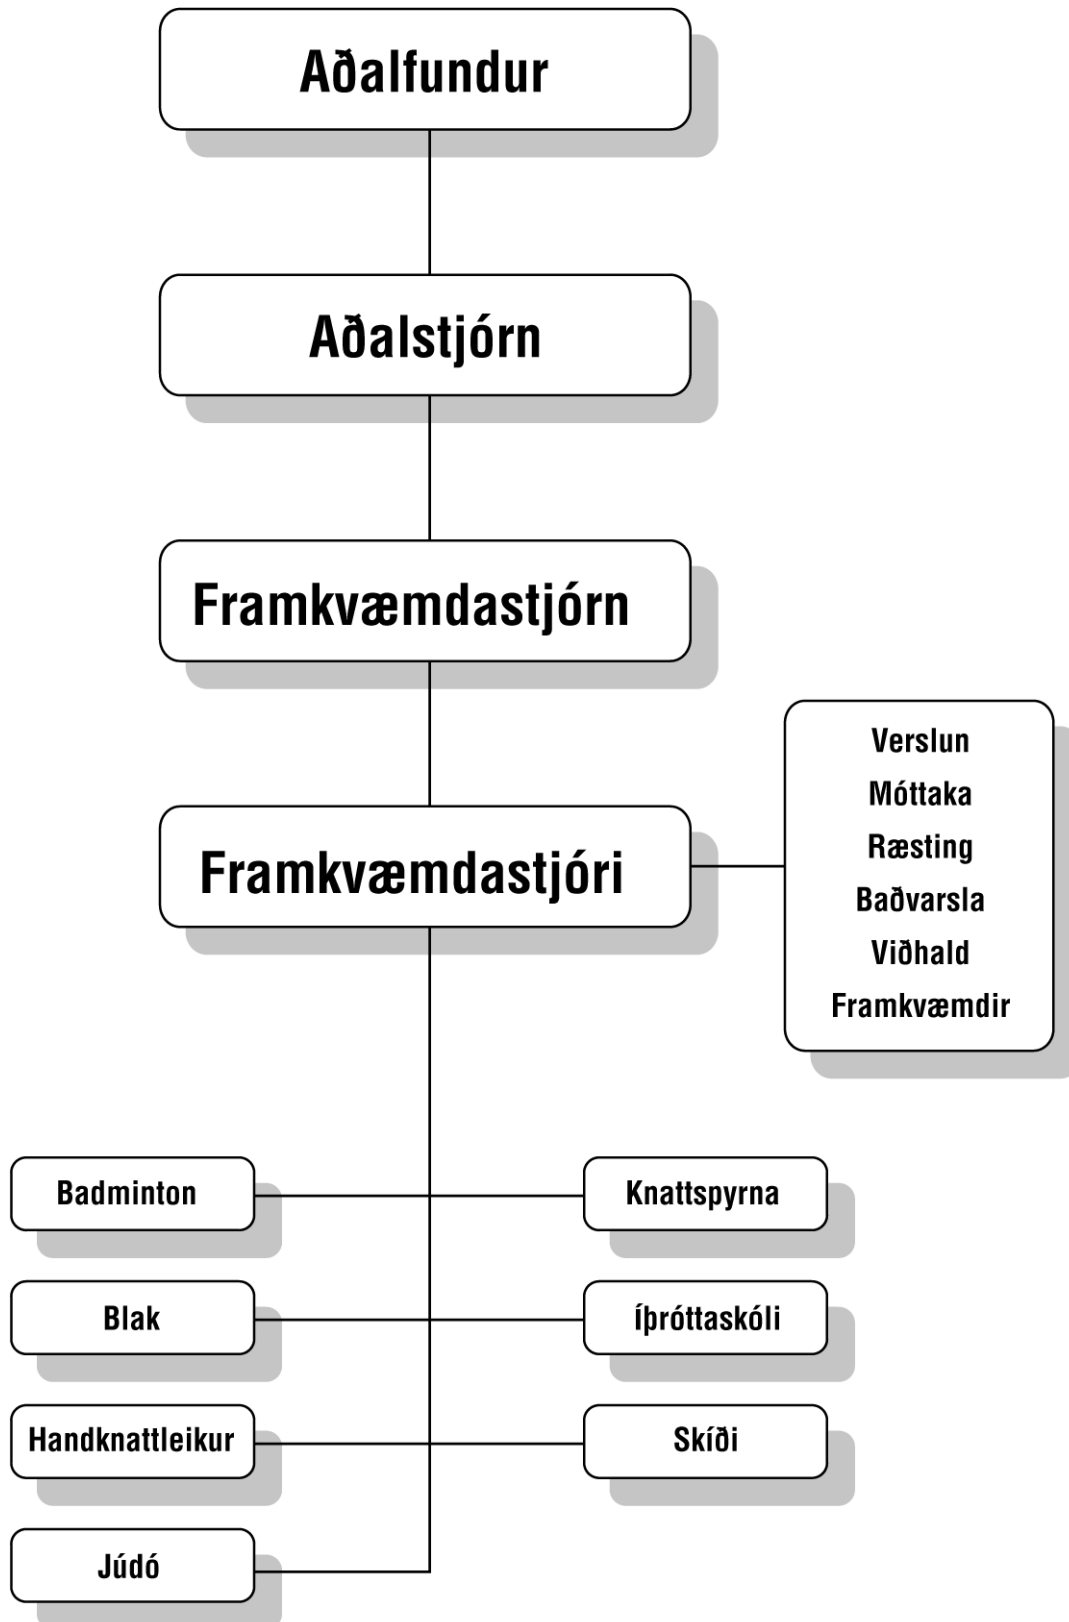 Aðalfundur
Aðalstjórn
Framkvæmdastjórn
Framkvæmdastjóri
Verslun
Móttaka
Ræsting
Baðvarsla
Viðhald
Framkvæmdir
Badminton
Knattspyrna
Blak
Íþróttaskóli
Handknattleikur
Skíði
Júdó